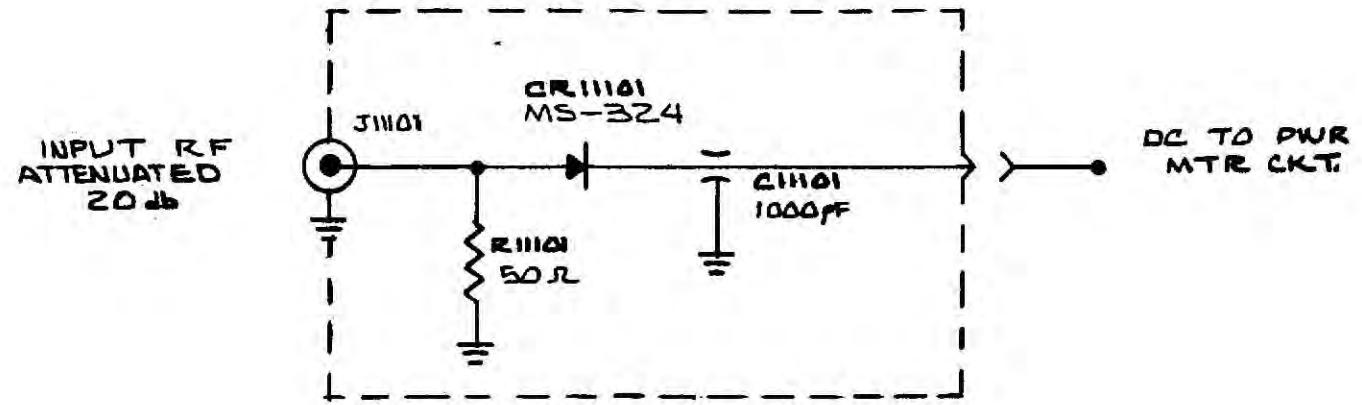 INPUT RF
ATTENUATED
20 db
J11101
CR11101
MS-324
R11101
50 Ω
C11101
1000pF
DC TO PWR
MTR CKT.